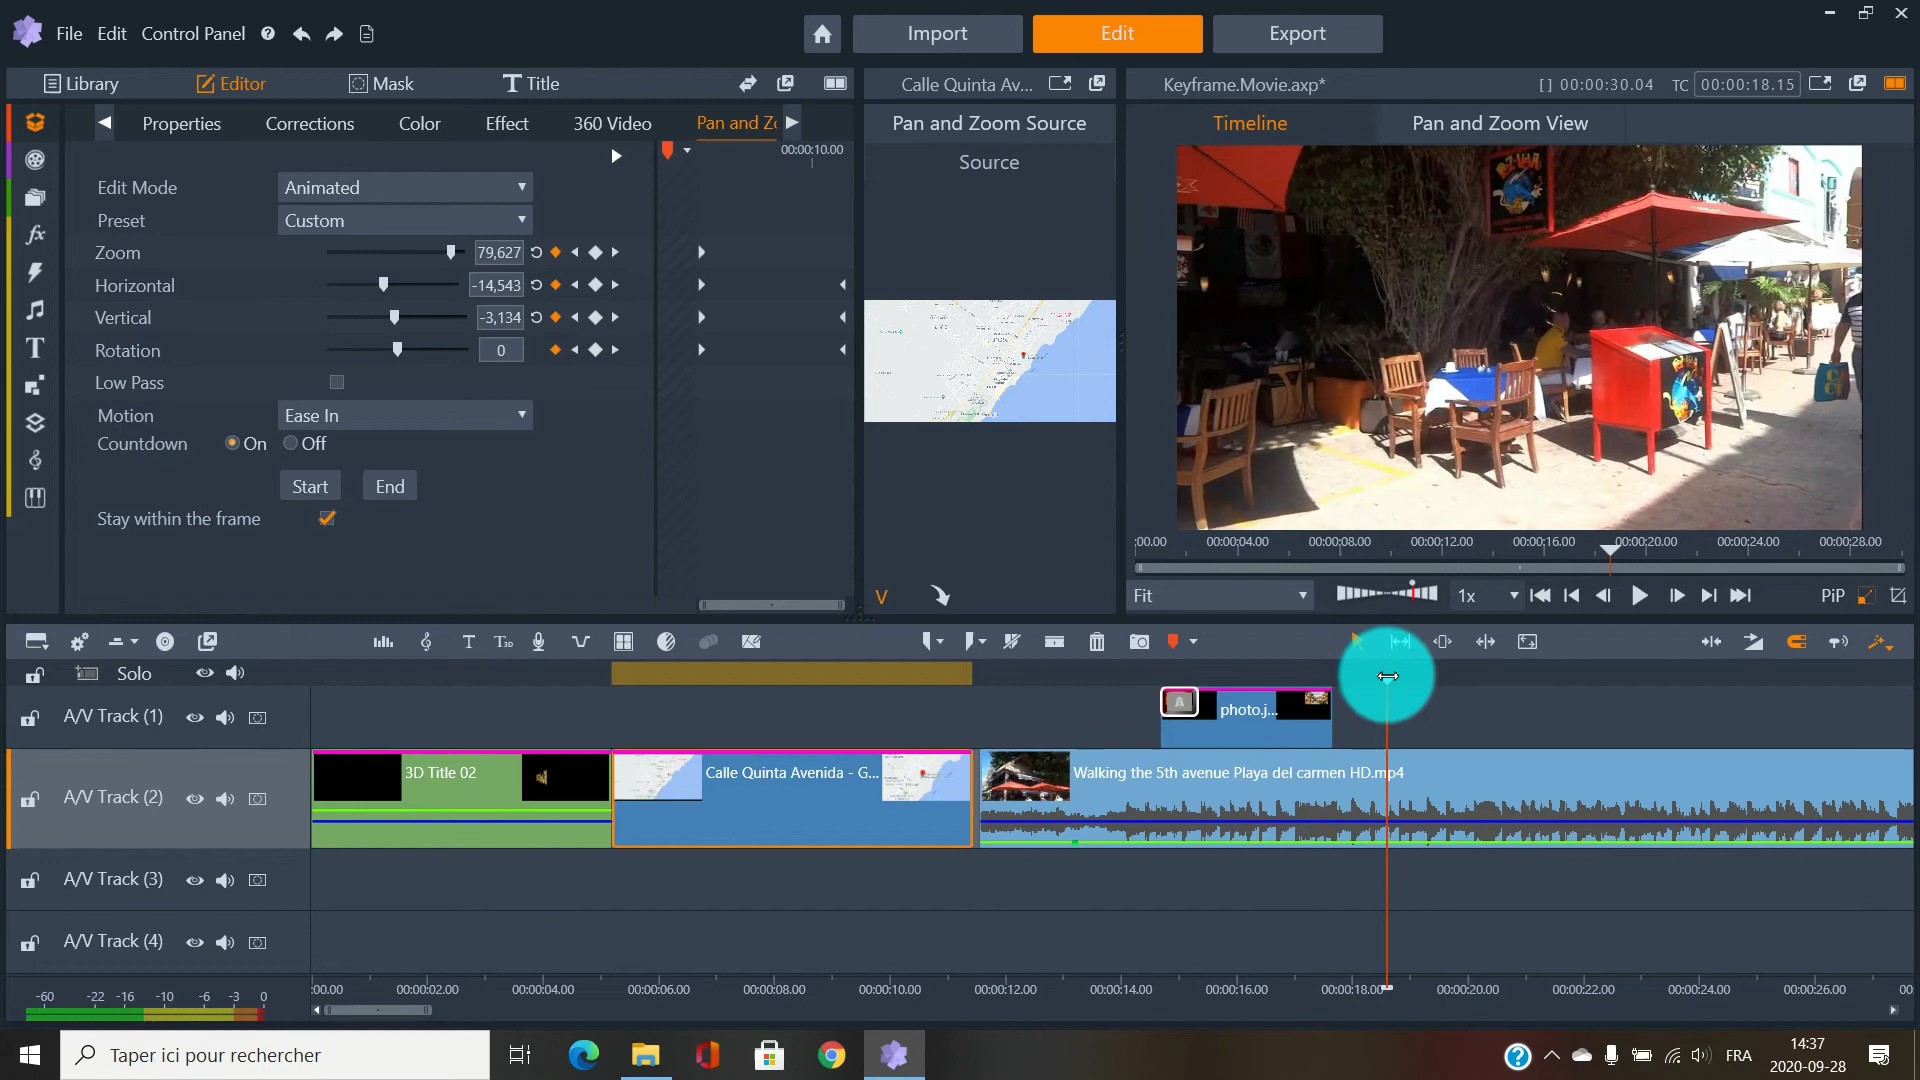 File Edit Control Panel
Import Edit Export
Library Editor Mask Title
Calle Quinta Av...
Keyframe.Movie.axp* [ ] 00:00:30.04 TC 00:00:18.15
Properties Corrections Color Effect 360 Video Pan and Zo
Pan and Zoom Source
Timeline Pan and Zoom View
00:00:10.00
Source
Edit Mode Animated
Preset Custom
Zoom 79,627
Horizontal -14,543
Vertical -3,134
Rotation 0
Low Pass
Motion Ease In
Countdown On Off
Start End
Stay within the frame
:00.00 00:00:04.00 00:00:08.00 00:00:12.00 00:00:16.00 00:00:20.00 00:00:24.00 00:00:28.00
V
Fit 1x PiP
Solo
A/V Track (1)
A photo.j...
A/V Track (2)
3D Title 02
Calle Quinta Avenida - G...
Walking the 5th avenue Playa del carmen HD.mp4
A/V Track (3)
A/V Track (4)
-60 -22 -16 -10 -6 -3 0
:00.00 00:00:02.00 00:00:04.00 00:00:06.00 00:00:08.00 00:00:10.00 00:00:12.00 00:00:14.00 00:00:16.00 00:00:18.00 00:00:20.00 00:00:22.00 00:00:24.00 00:00:26.00 00
Taper ici pour rechercher
FRA
14:37
2020-09-28